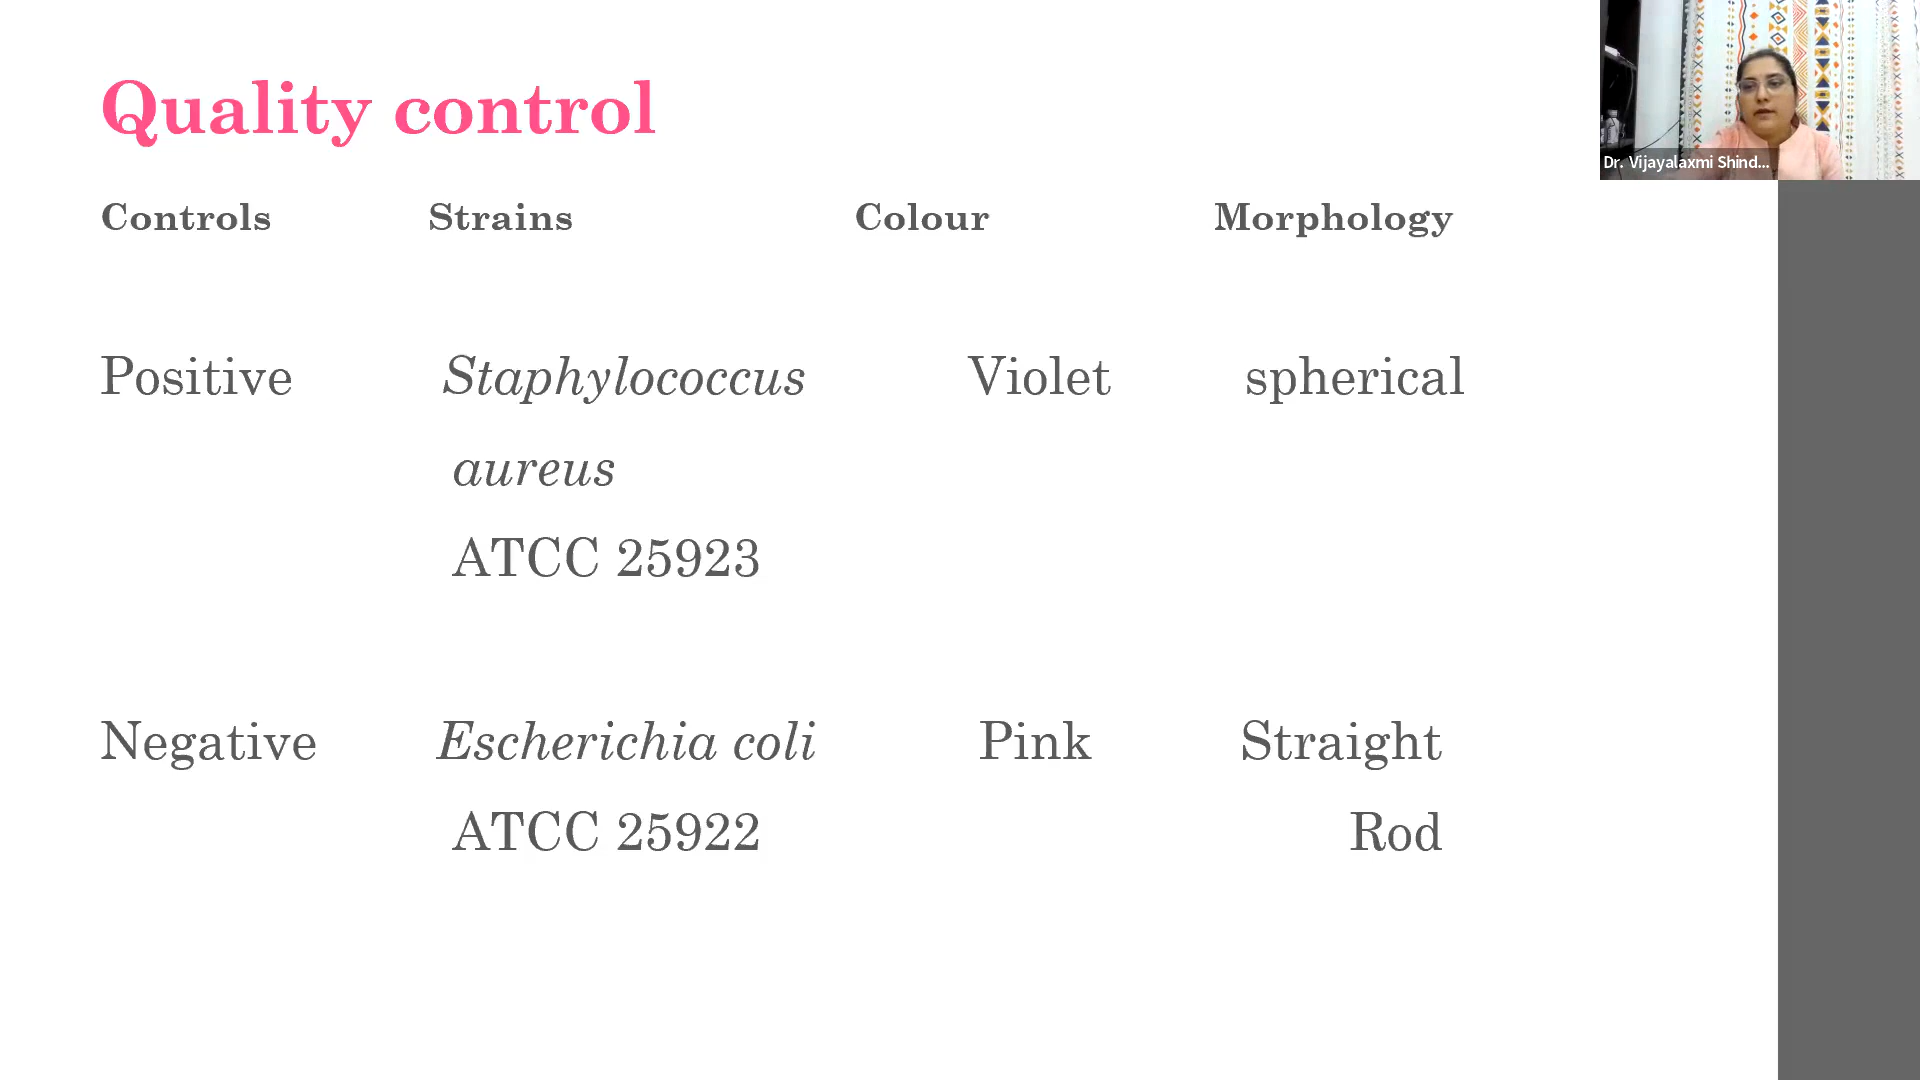 Quality control
Dr. Vijayalaxmi Shind...
Controls Strains Colour Morphology
Positive Staphylococcus Violet spherical
aureus
ATCC 25923
Negative Escherichia coli Pink Straight
ATCC 25922 Rod